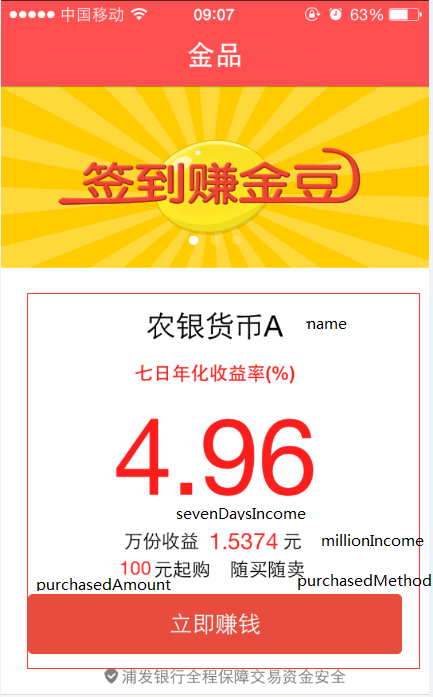 中国移动 09:07 63%
金品
签到赚金豆
农银货币A name
七日年化收益率(%)
4.96
sevenDaysIncome
万份收益 1.5374 元 millionIncome
100元起购 随买随卖
purchasedAmount purchasedMethod
立即赚钱
浦发银行全程保障交易资金安全